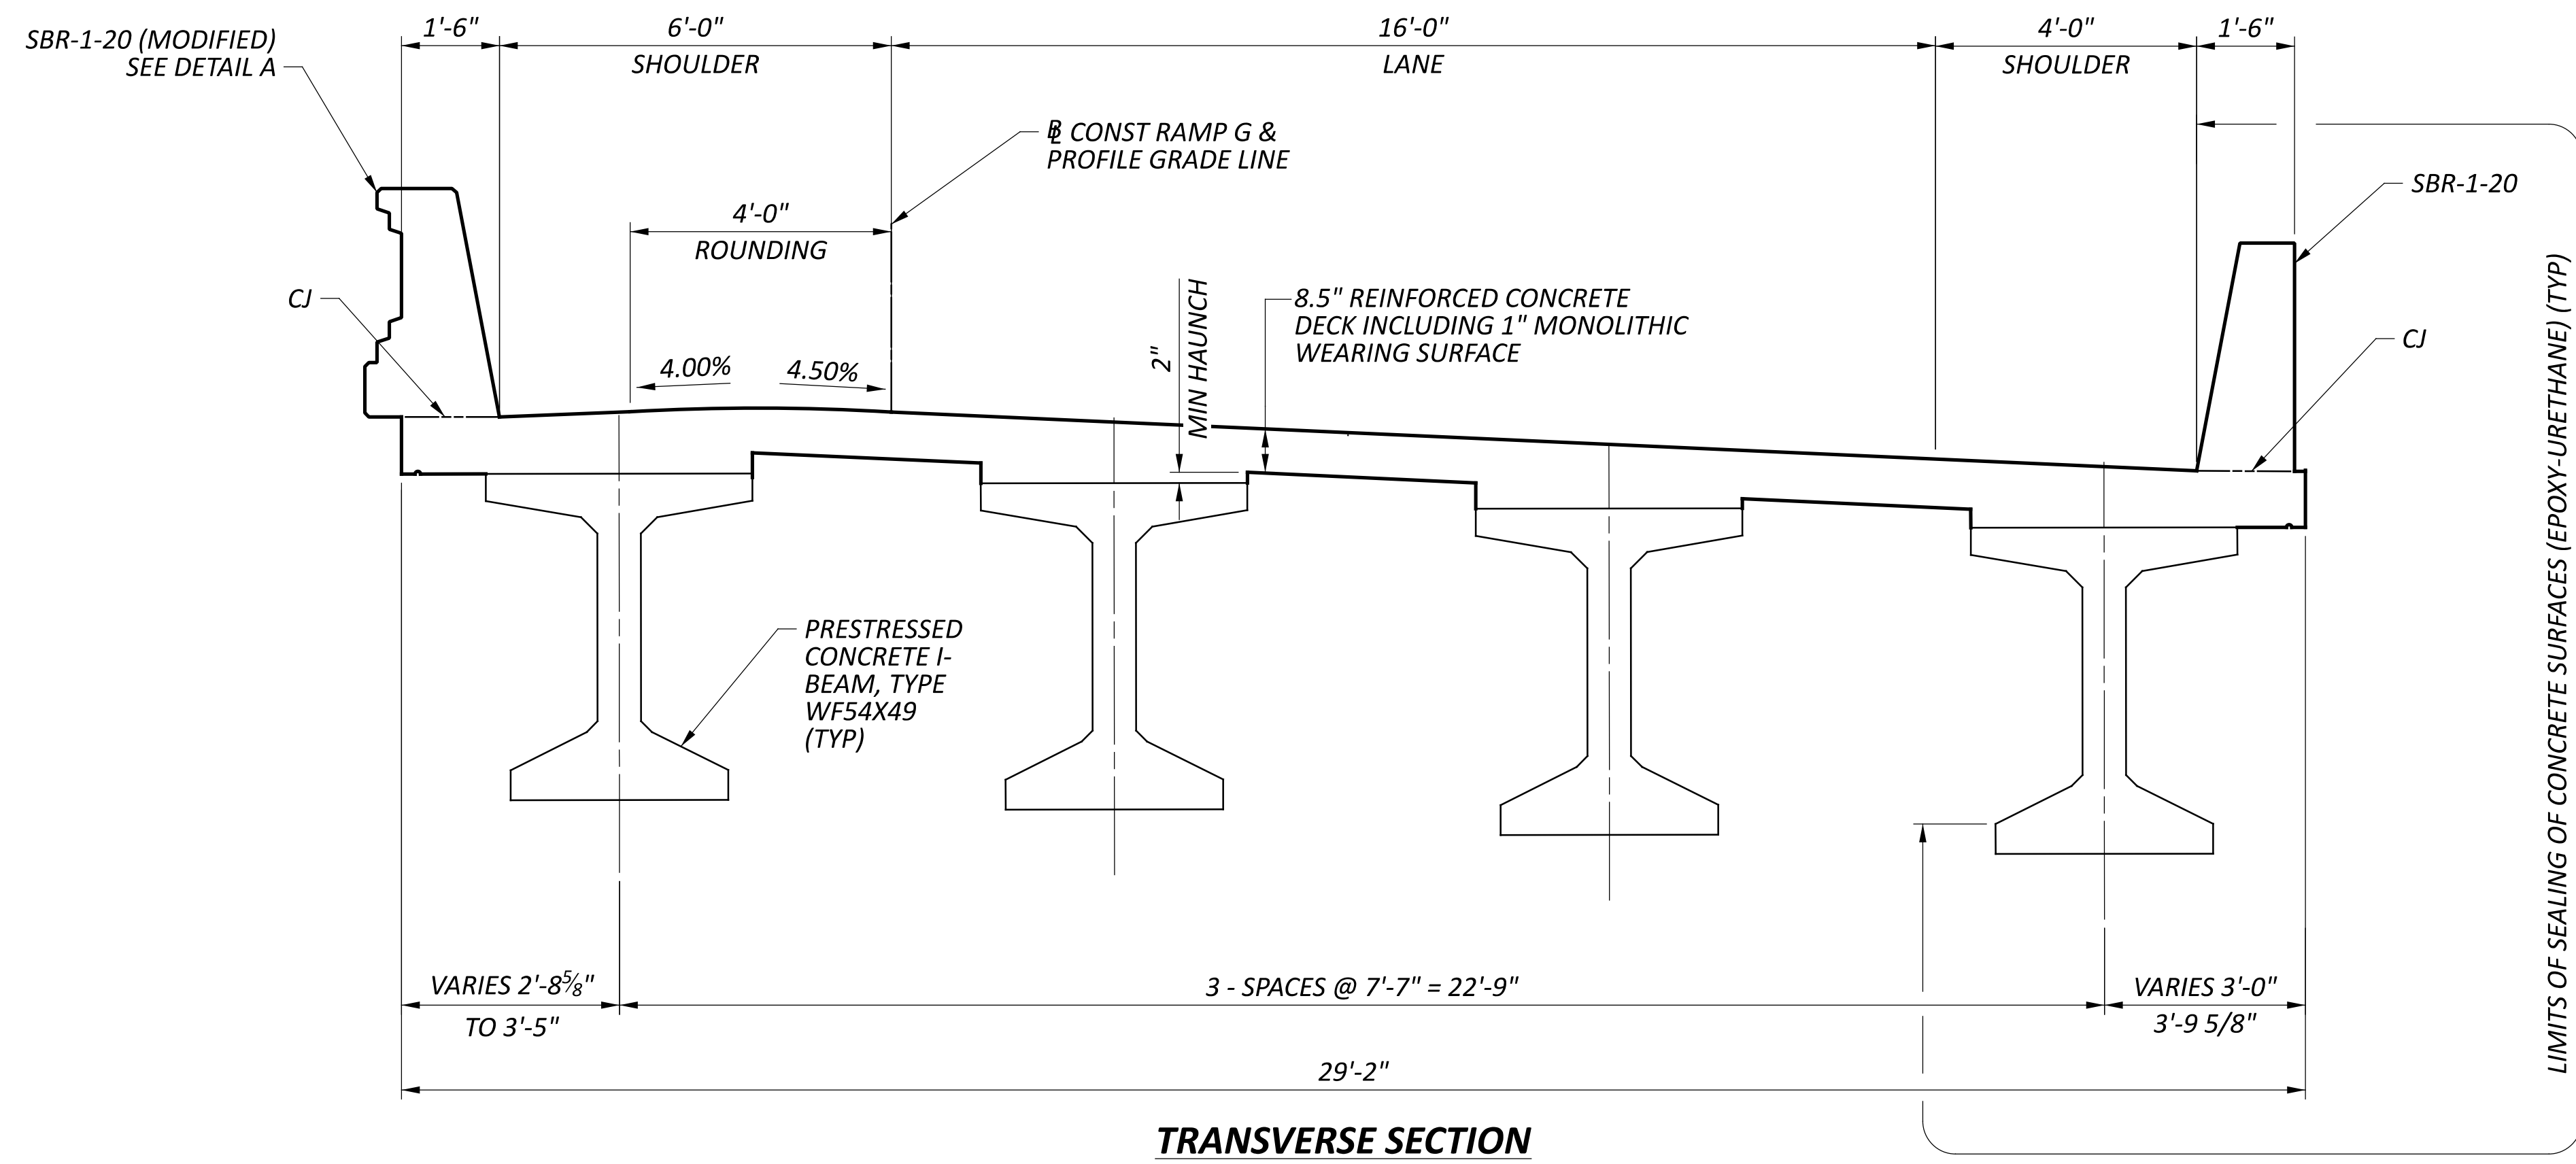 1'-6" 6'-0" 16'-0" 4'-0" 1'-6"
SHOULDER LANE SHOULDER
SBR-1-20 (MODIFIED)
SEE DETAIL A
BL CONST RAMP G &
PROFILE GRADE LINE
SBR-1-20
4'-0"
ROUNDING
CJ
8.5" REINFORCED CONCRETE
DECK INCLUDING 1" MONOLITHIC
WEARING SURFACE
2"
MIN HAUNCH
CJ
4.00% 4.50%
PRESTRESSED
CONCRETE I-
BEAM, TYPE
WF54X49
(TYP)
LIMITS OF SEALING OF CONCRETE SURFACES (EPOXY-URETHANE) (TYP)
VARIES 2'-8⅝"
TO 3'-5"
3 - SPACES @ 7'-7" = 22'-9"
VARIES 3'-0"
3'-9 5/8"
29'-2"
TRANSVERSE SECTION